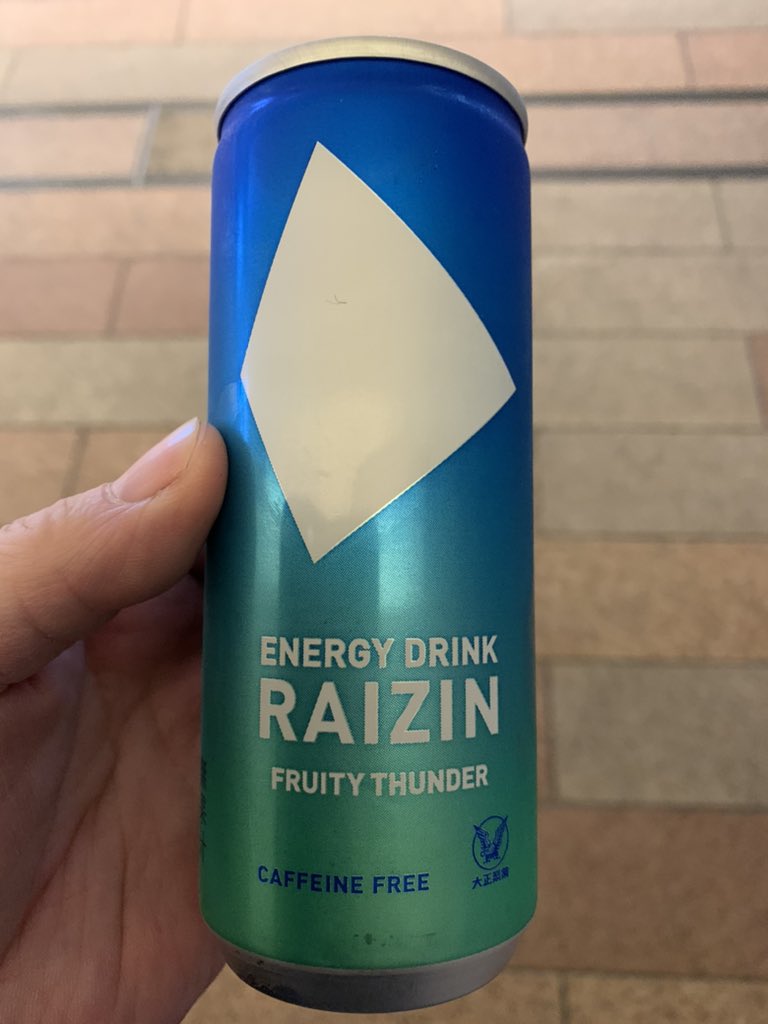 ENERGY DRINK
RAIZIN
FRUITY THUNDER
CAFFEINE FREE
大正製薬